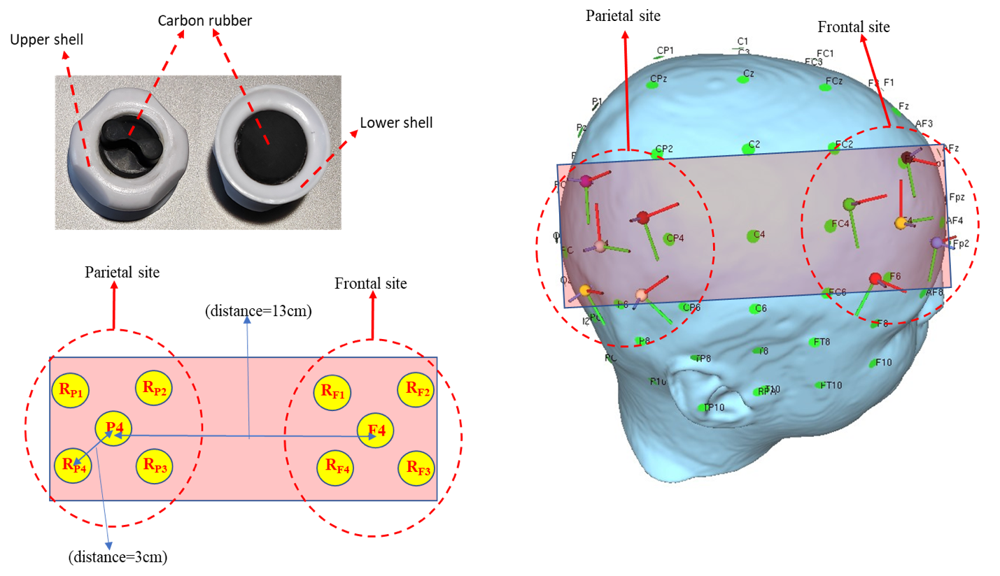 Carbon rubber
Upper shell
Lower shell
Parietal site
Frontal site
(distance=13cm)
RP1
RP2
RF1
RF2
P4
F4
RP4
RP3
RF4
RF3
(distance=3cm)
Parietal site
Frontal site
C1
C3
CP1
FC1
FC3
CPz
Cz
FCz
F1
P1
Fz
AF3
CP2
C2
FC2
AFz
Fpz
CP4
C4
FC4
AF4
Fp2
F6
CP6
C6
FC6
AF8
I2
F8
P8
FT8
TP8
T8
F10
P10
T10
FT10
TP10